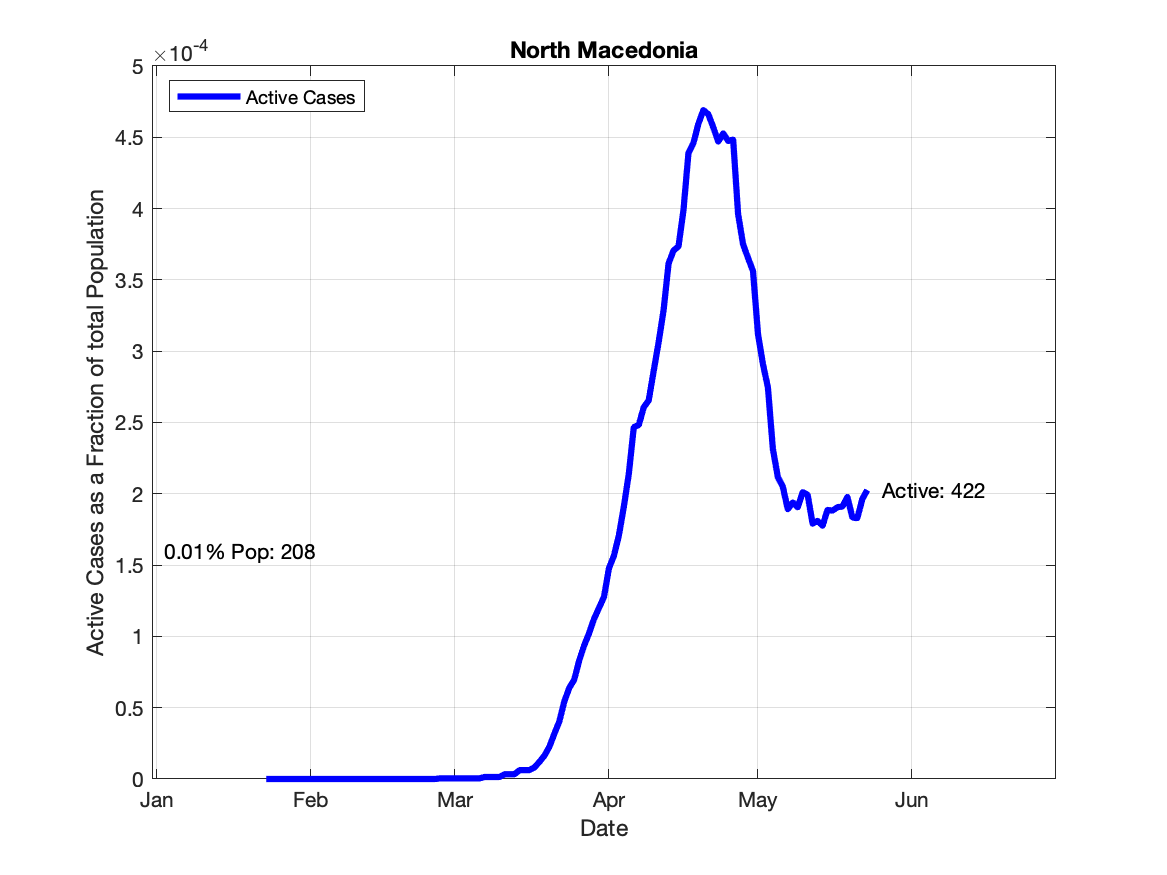 North Macedonia
×10-4
Active Cases
5
4.5
4
3.5
3
2.5
2
1.5
1
0.5
0
Active Cases as a Fraction of total Population
0.01% Pop: 208
Active: 422
Jan Feb Mar Apr May Jun
Date